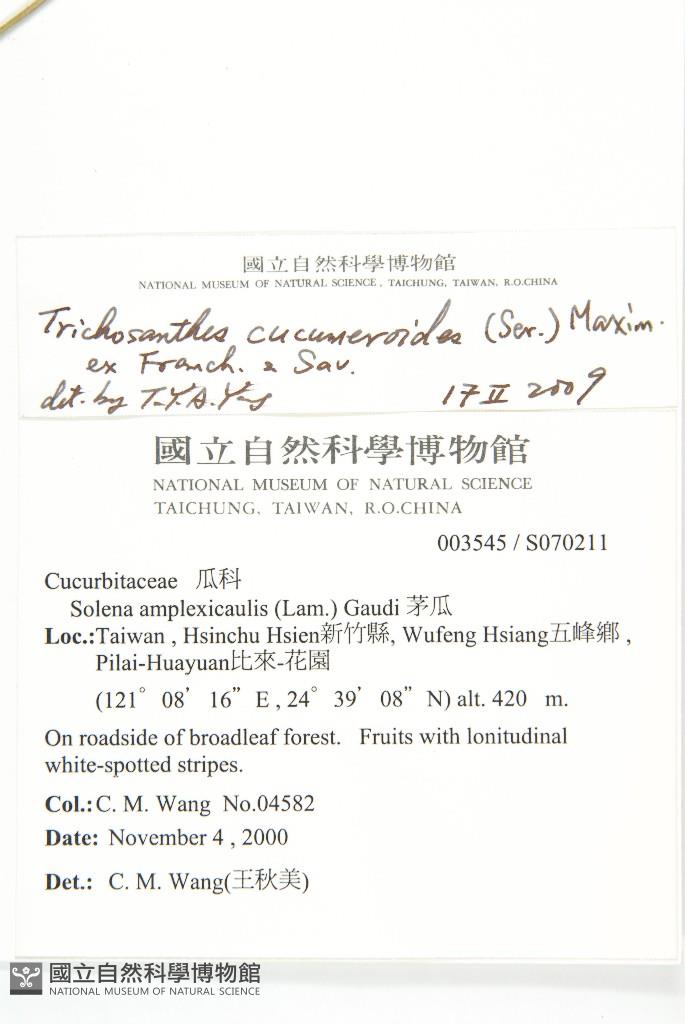 國立自然科學博物館
NATIONAL MUSEUM OF NATURAL SCIENCE, TAICHUNG, TAIWAN, R.O.CHINA
Trichosanthes cucumeroides (Ser.) Maxim.
ex Franch. & Sav.
det. by T.Y.A. Yang 17 II 2009
國立自然科學博物館
NATIONAL MUSEUM OF NATURAL SCIENCE
TAICHUNG, TAIWAN, R.O.CHINA
003545 / S070211
Cucurbitaceae 瓜科
Solena amplexicaulis (Lam.) Gaudi 茅瓜
Loc.:Taiwan , Hsinchu Hsien新竹縣, Wufeng Hsiang五峰鄉 ,
Pilai-Huayuan比來-花園
(121° 08’ 16” E , 24° 39’ 08” N) alt. 420 m.
On roadside of broadleaf forest. Fruits with lonitudinal
white-spotted stripes.
Col.:C. M. Wang No.04582
Date: November 4 , 2000
Det.: C. M. Wang(王秋美)
國立自然科學博物館
NATIONAL MUSEUM OF NATURAL SCIENCE